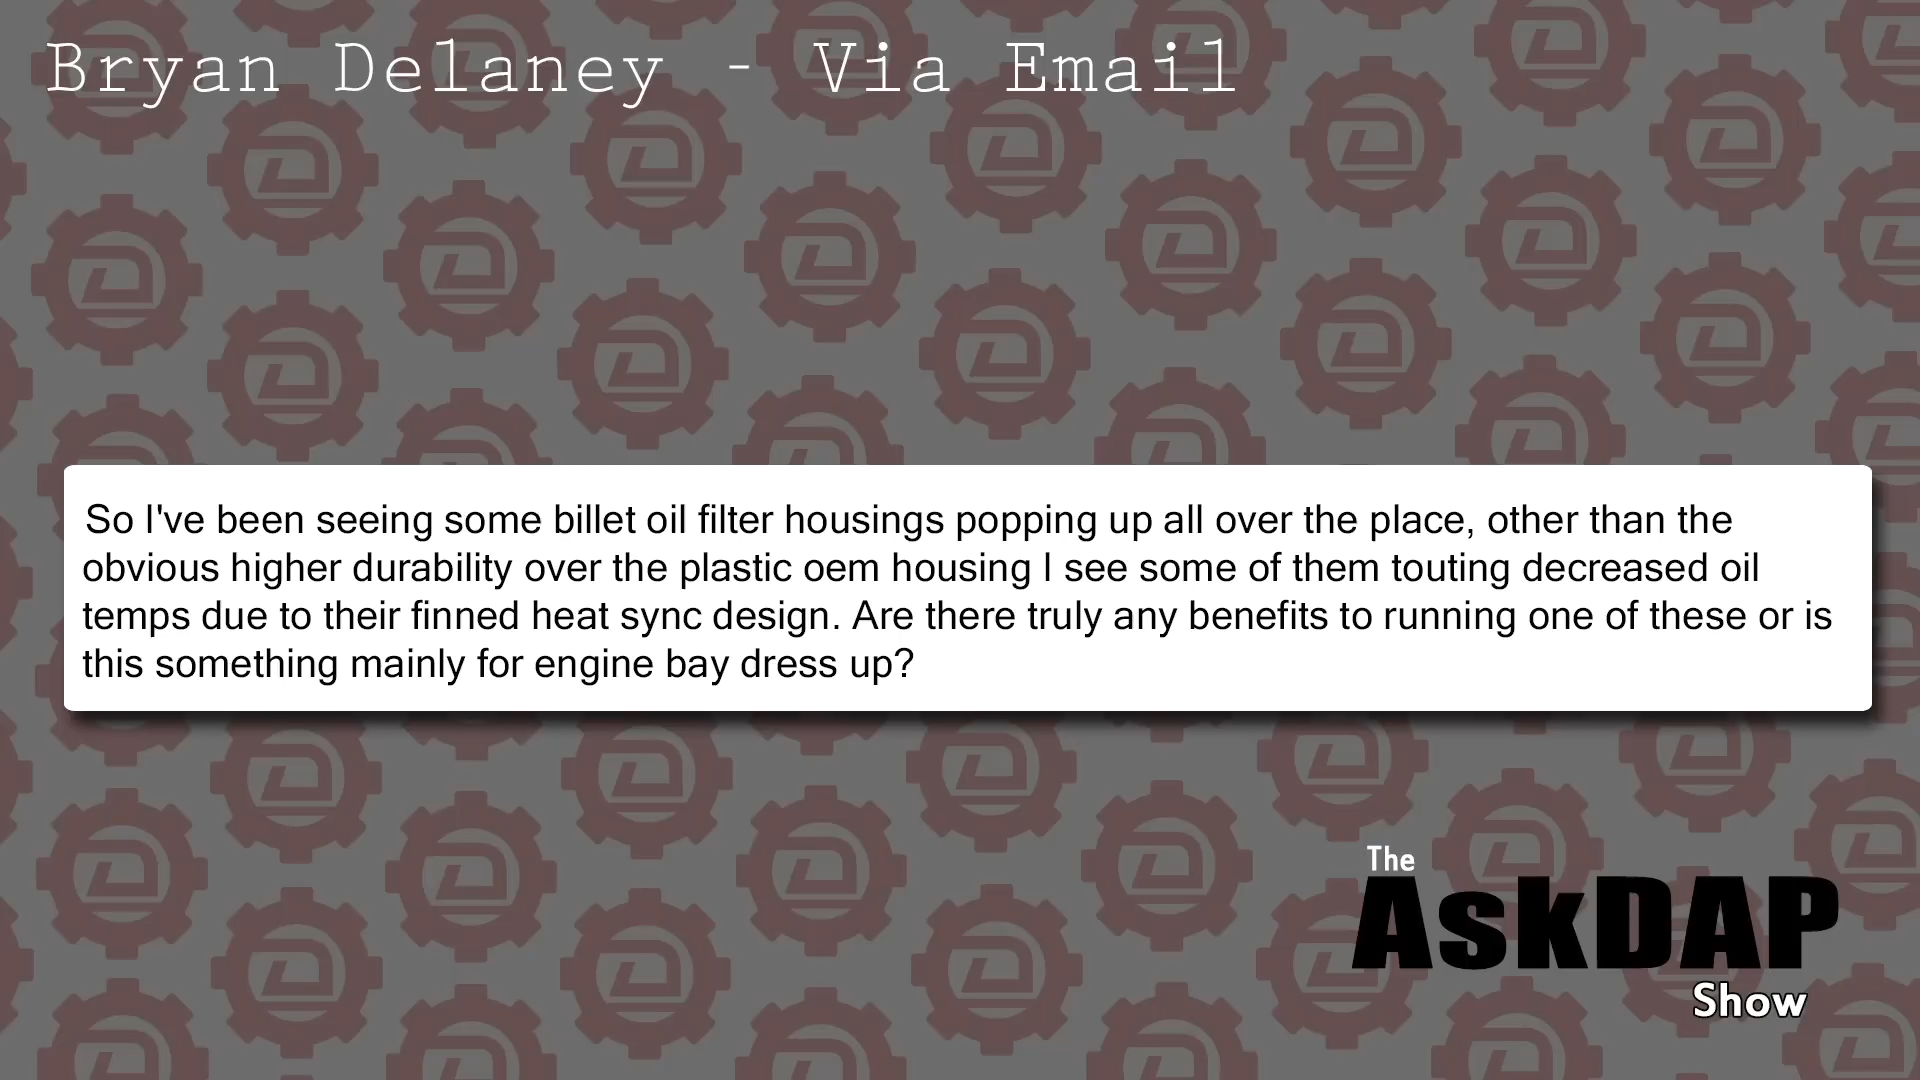 Bryan Delaney - Via Email
So I've been seeing some billet oil filter housings popping up all over the place, other than the
obvious higher durability over the plastic oem housing I see some of them touting decreased oil
temps due to their finned heat sync design. Are there truly any benefits to running one of these or is
this something mainly for engine bay dress up?
The
AskDAP
Show